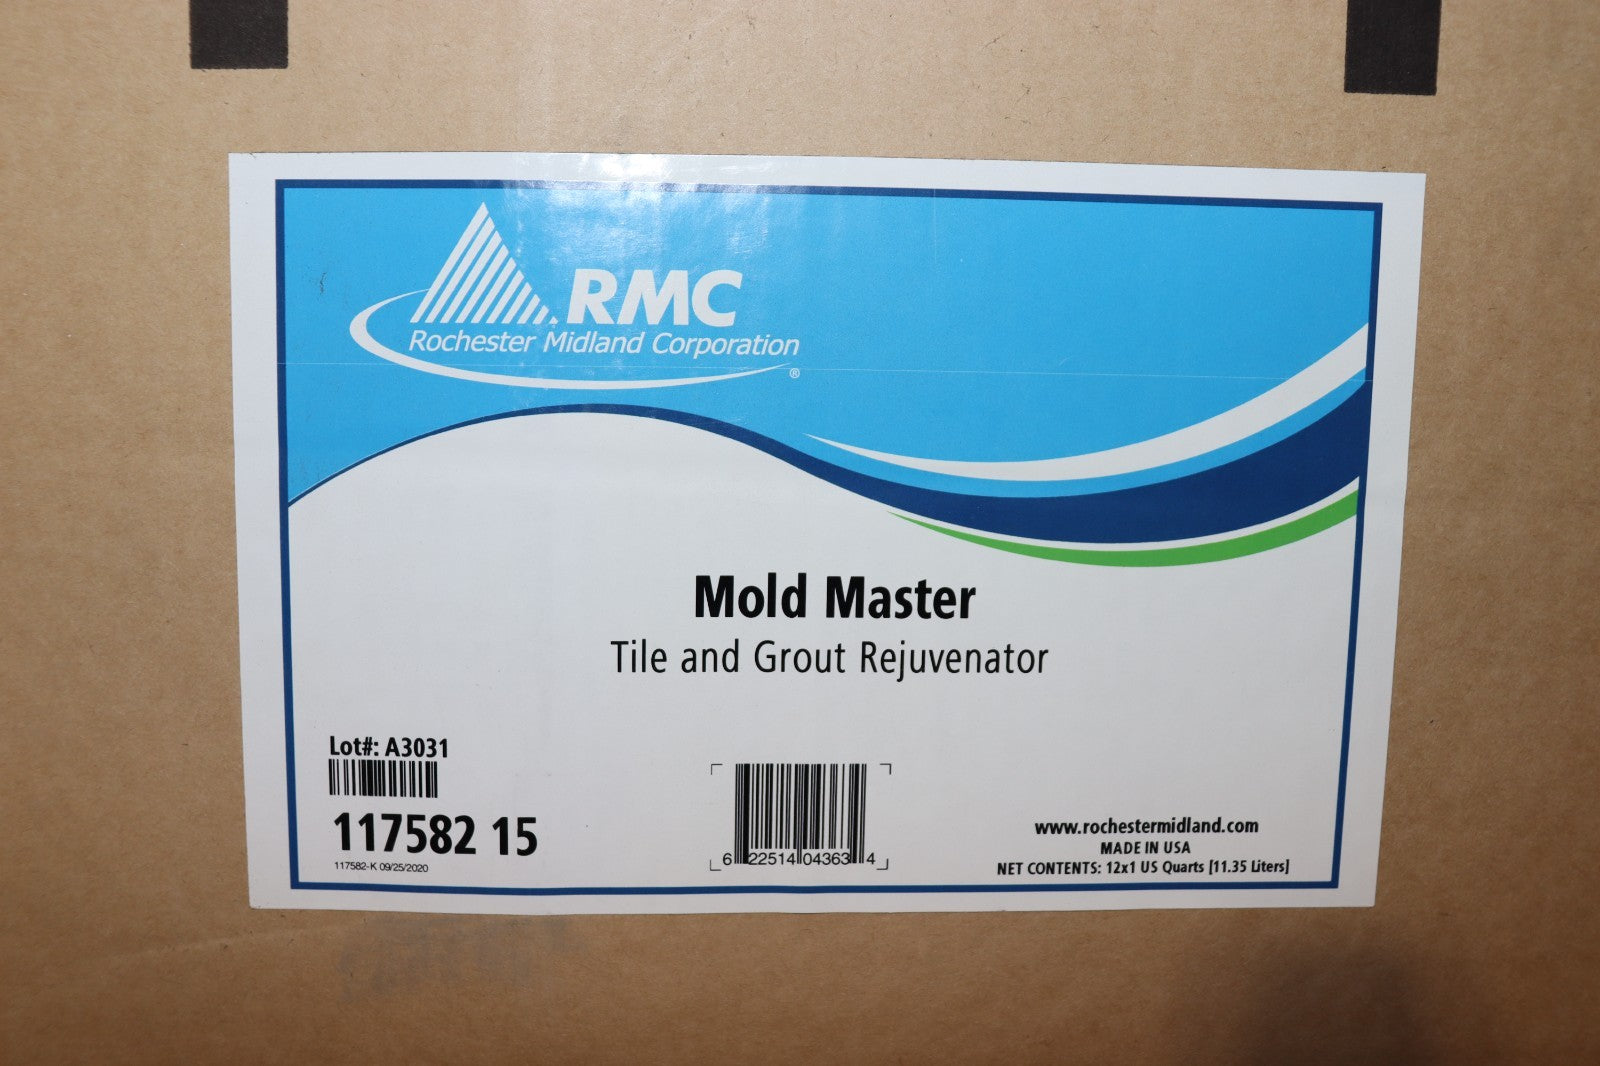 RMC
Rochester Midland Corporation
®
Mold Master
Tile and Grout Rejuvenator
Lot#: A3031
117582 15
117582-K 09/25/2020
6 22514 04363 4
www.rochestermidland.com
MADE IN USA
NET CONTENTS: 12x1 US Quarts [11.35 Liters]